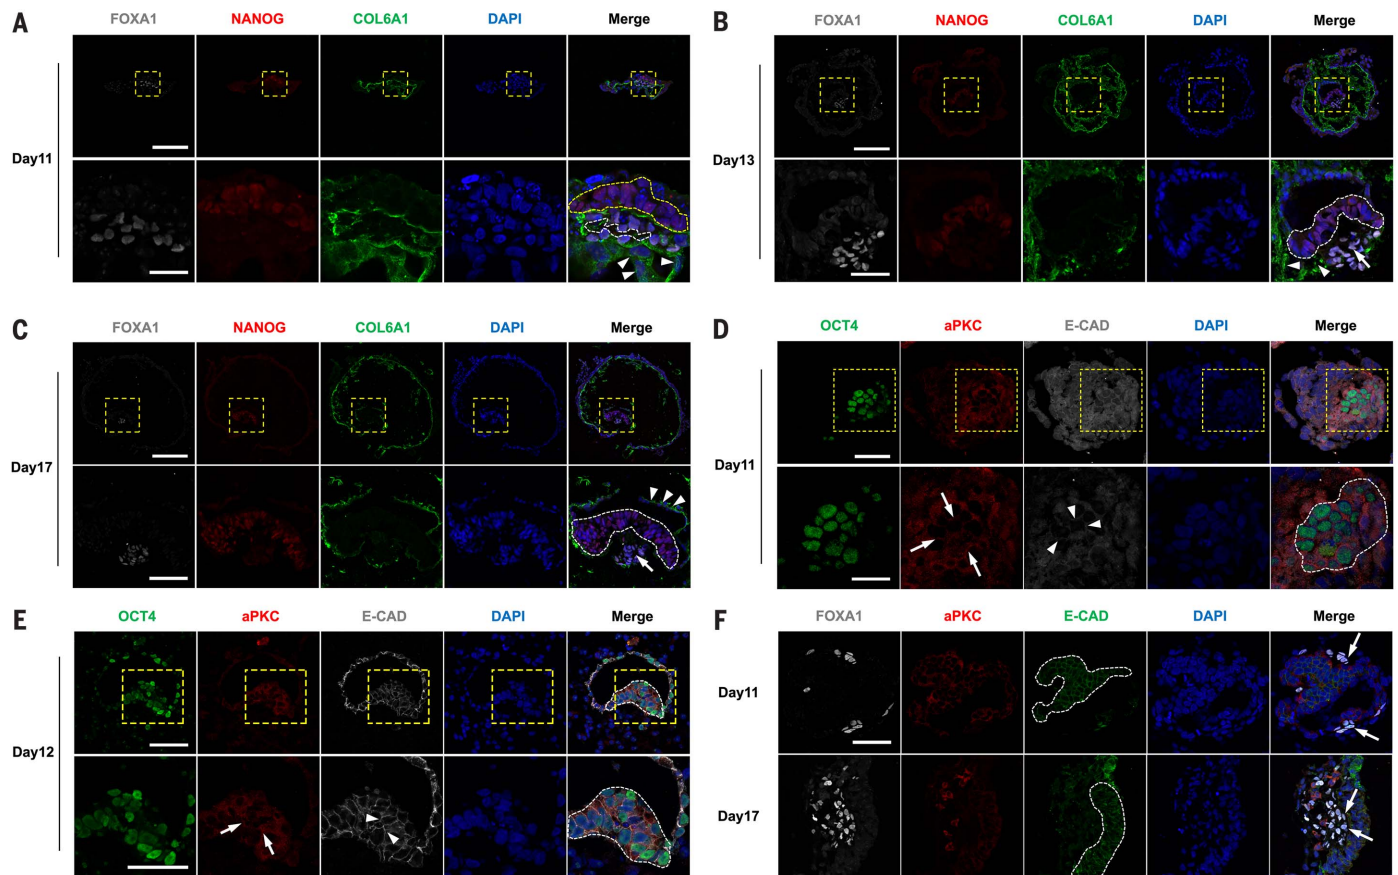 A
FOXA1 NANOG COL6A1 DAPI Merge
Day11
B
FOXA1 NANOG COL6A1 DAPI Merge
Day13
C
FOXA1 NANOG COL6A1 DAPI Merge
Day17
D
OCT4 aPKC E-CAD DAPI Merge
Day11
E
OCT4 aPKC E-CAD DAPI Merge
Day12
F
FOXA1 aPKC E-CAD DAPI Merge
Day11
Day17